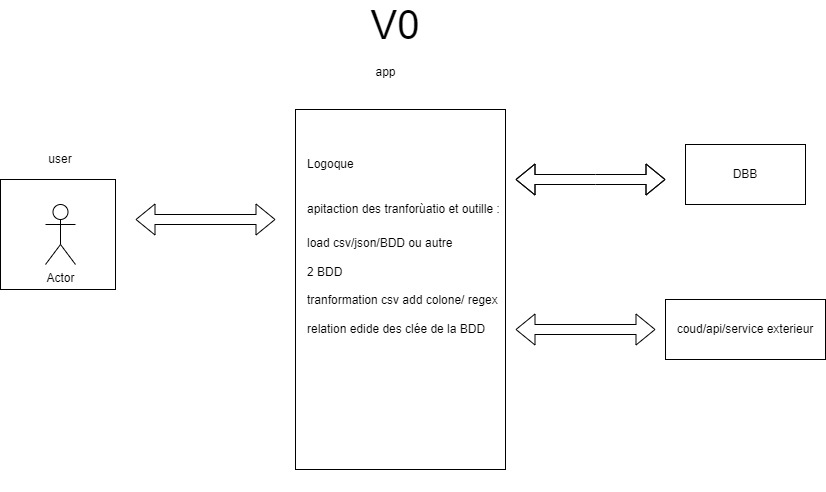 V0
app
user
Actor
Logoque
apitaction des tranforùatio et outille :
load csv/json/BDD ou autre
2 BDD
tranformation csv add colone/ regex
relation edide des clée de la BDD
DBB
coud/api/service exterieur